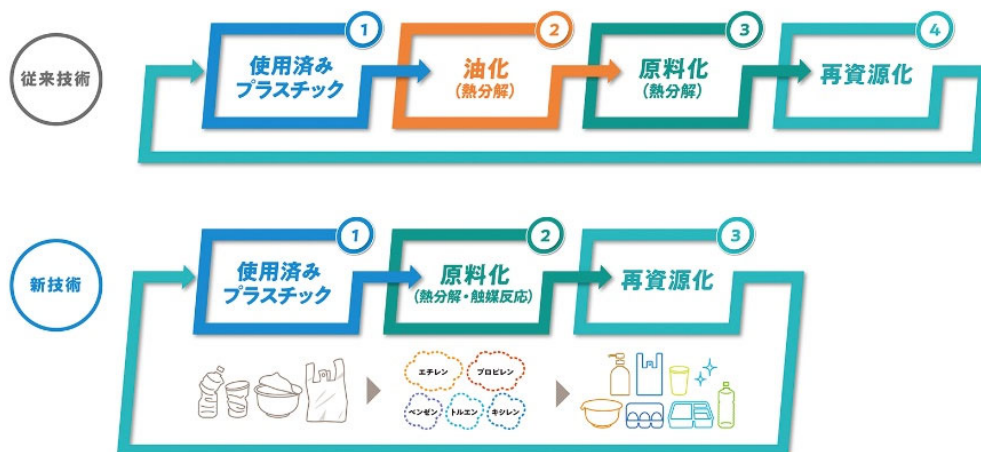 従来技術
1
使用済み
プラスチック
2
油化
(熱分解)
3
原料化
(熱分解)
4
再資源化
新技術
1
使用済み
プラスチック
2
原料化
(熱分解・触媒反応)
3
再資源化
エチレン
プロピレン
ベンゼン
トルエン
キシレン